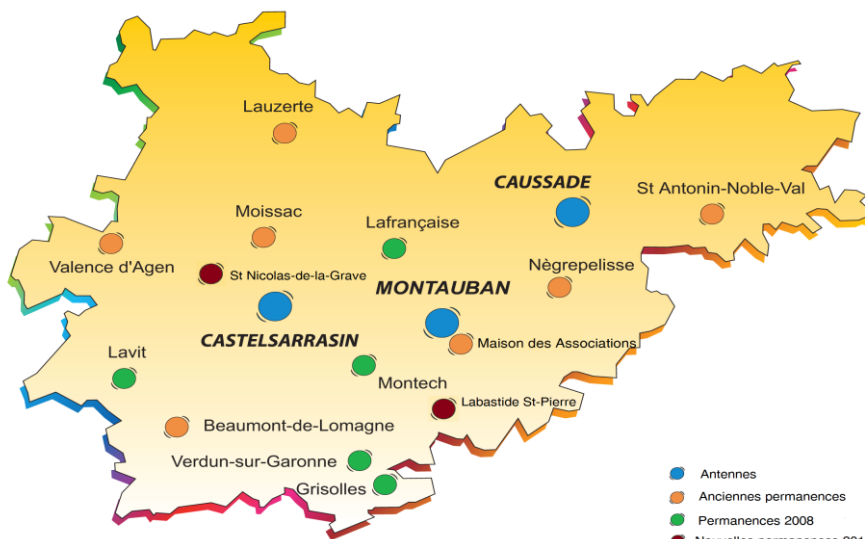 Lauzerte
CAUSSADE
St Antonin-Noble-Val
Moissac
Lafrançaise
Valence d'Agen
St Nicolas-de-la-Grave
Nègrepelisse
MONTAUBAN
CASTELSARRASIN
Maison des Associations
Lavit
Montech
Labastide St-Pierre
Beaumont-de-Lomagne
Verdun-sur-Garonne
Grisolles
Antennes
Anciennes permanences
Permanences 2008
Nouvelles permanences